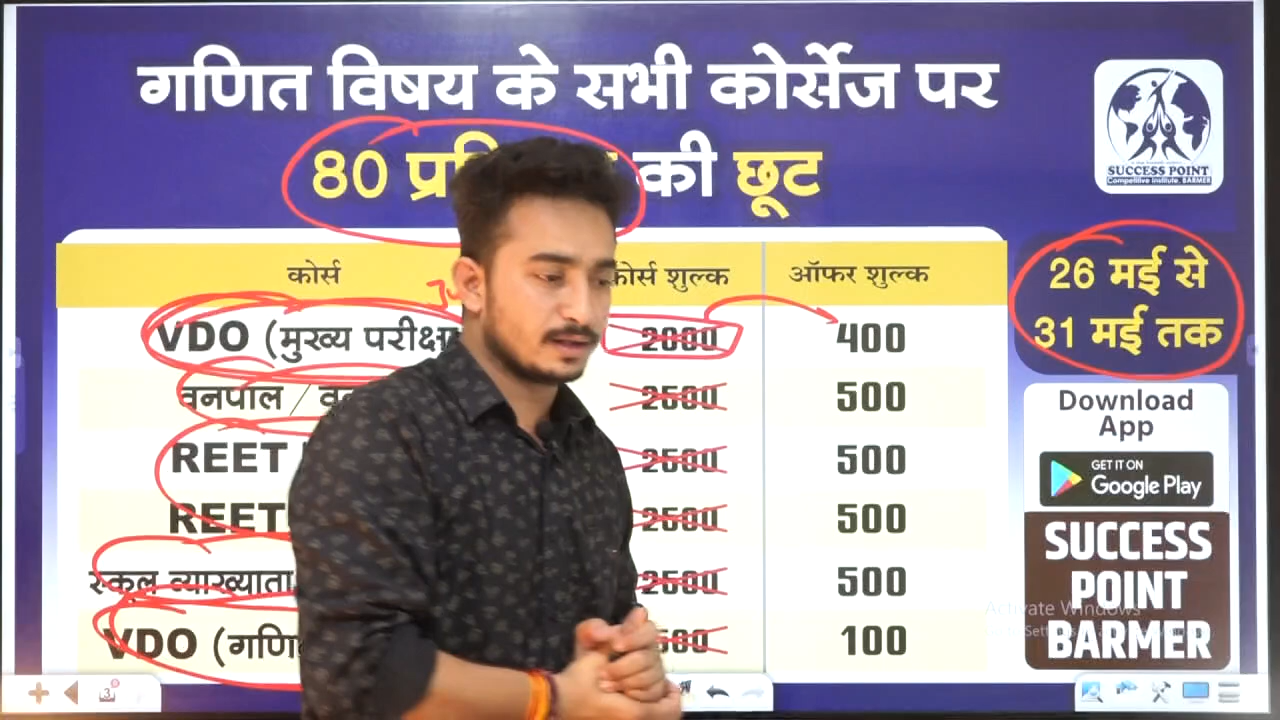 गणित विषय के सभी कोर्सेज पर
80 की छूट
SUCCESS POINT
Competitive Institute, BARMER
कोर्स कोर्स शुल्क ऑफर शुल्क
VDO (मुख्य 2000 400
वनपाल / 2500 500
REET 2500 500
REET 2500 500
स्कूल व्याख्याता 2500 500
VDO 100
26 मई से
31 मई तक
Download
App
GET IT ON
Google Play
SUCCESS
POINT
BARMER
Activate Windows